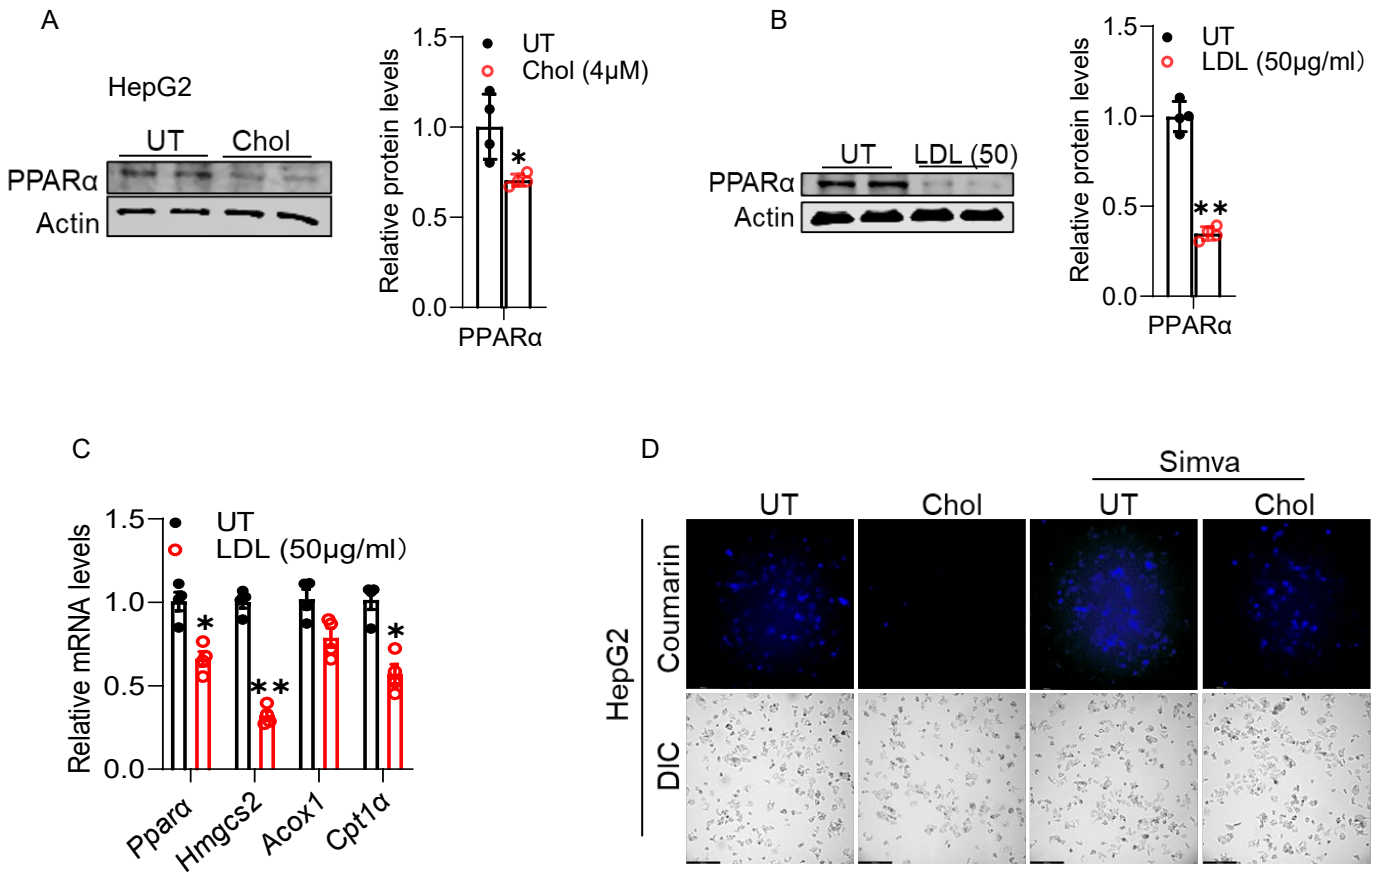 A
HepG2
UT Chol
PPARα
Actin
Relative protein levels
1.5
1.0
0.5
0.0
UT
Chol (4μM)
*
PPARα
B
UT LDL (50)
PPARα
Actin
Relative protein levels
1.5
1.0
0.5
0.0
UT
LDL (50μg/ml)
**
PPARα
C
Relative mRNA levels
1.5
1.0
0.5
0.0
UT
LDL (50μg/ml)
*
**
*
Pparα
Hmgcs2
Acox1
Cpt1α
D
Simva
UT Chol UT Chol
HepG2
Coumarin
DIC